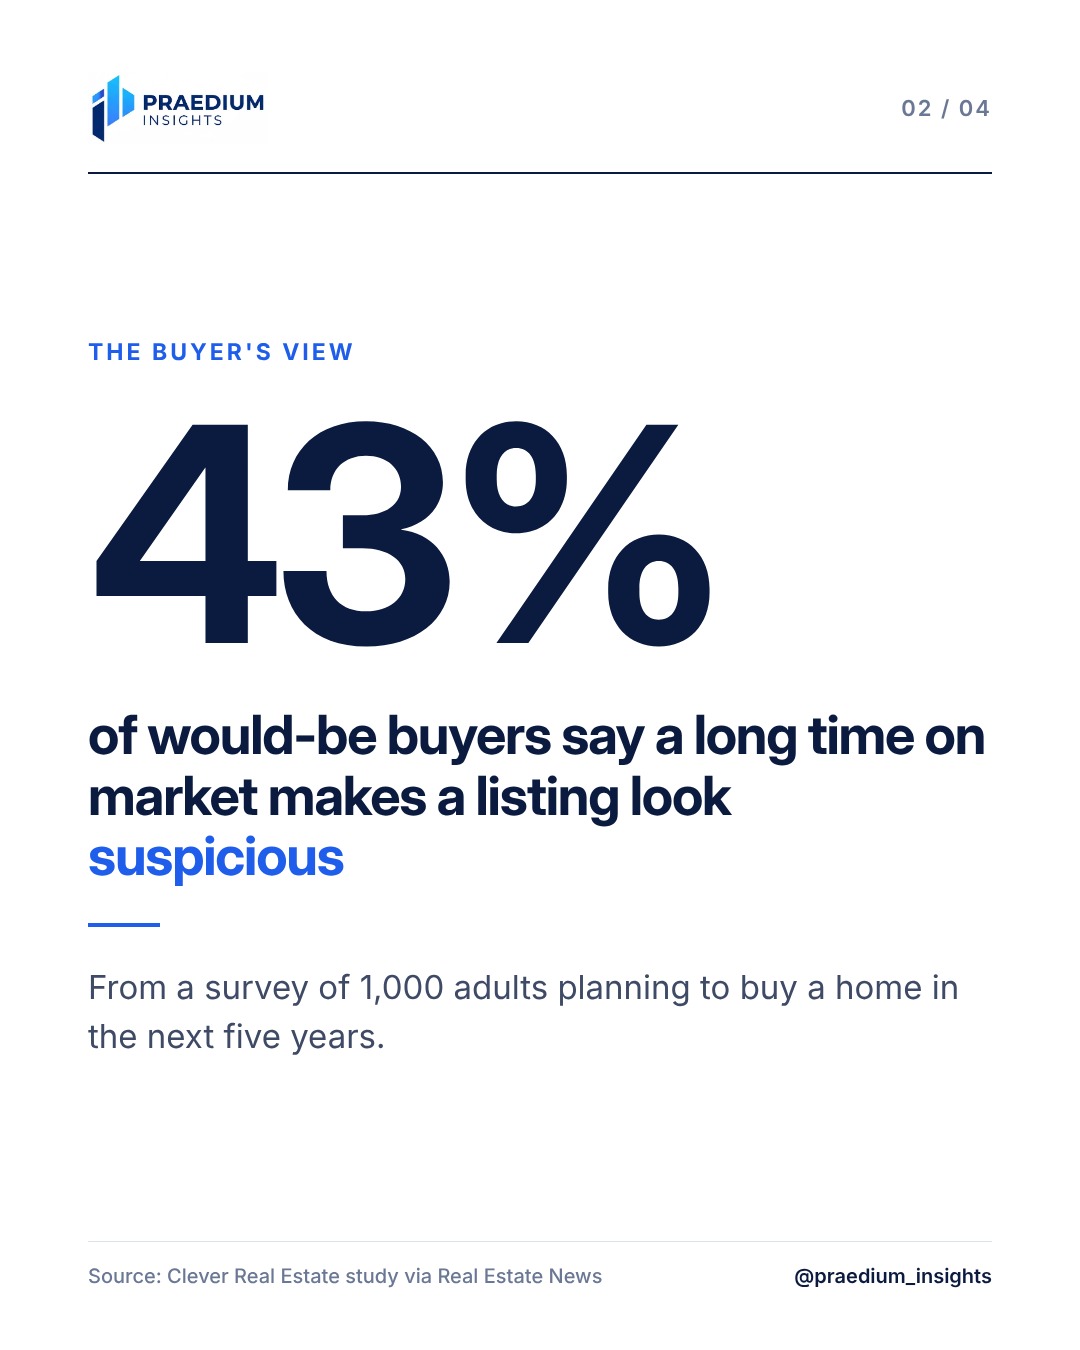 PRAEDIUM
INSIGHTS
02 / 04
THE BUYER'S VIEW
43%
of would-be buyers say a long time on
market makes a listing look
suspicious
From a survey of 1,000 adults planning to buy a home in
the next five years.
Source: Clever Real Estate study via Real Estate News
@praedium_insights